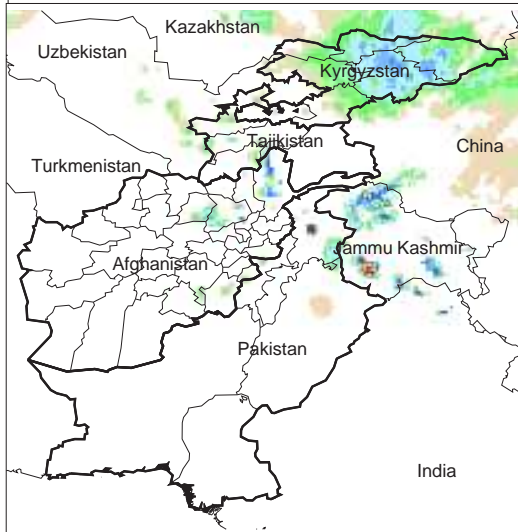 Kazakhstan
Uzbekistan
Kyrgyzstan
Tajikistan
China
Turkmenistan
Jammu Kashmir
Afghanistan
Pakistan
India